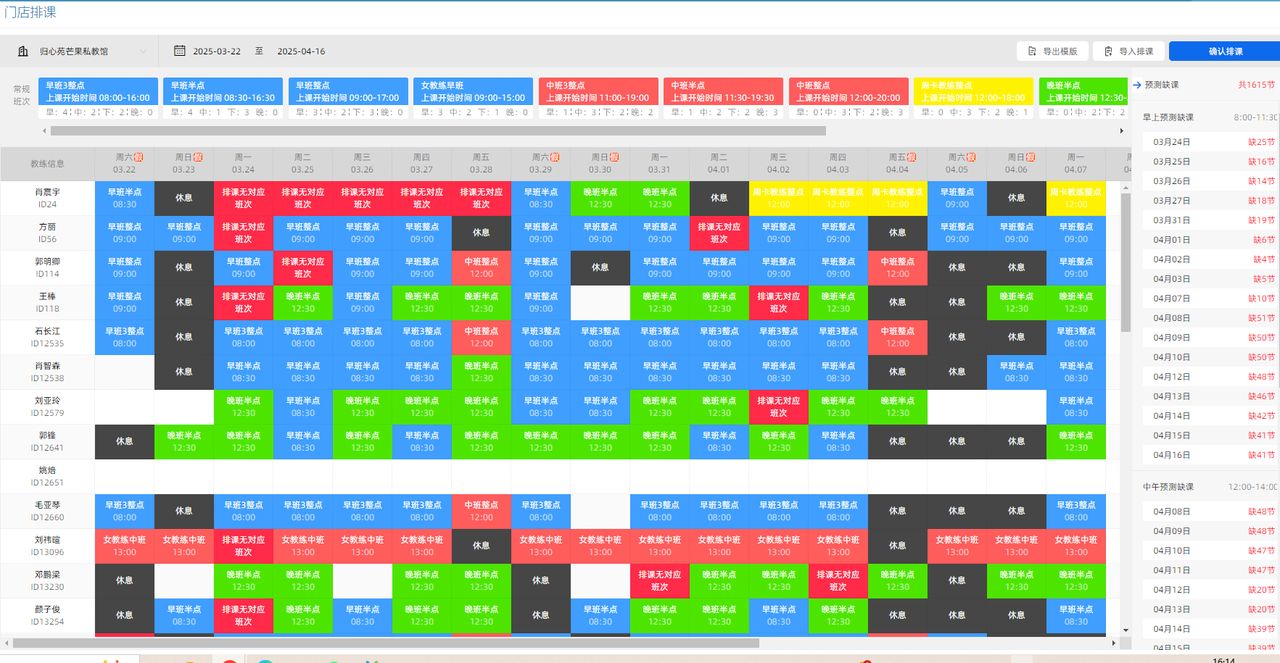 门店排课
归心苑芒果私教馆 2025-03-22 至 2025-04-16 导出模版 导入排课 确认排课
常规班次
早班3整点 上课开始时间 08:00-16:00 早: 4 中: 2 下: 2 晚: 0
早班半点 上课开始时间 08:30-16:30 早: 4 中: 1 下: 3 晚: 0
早班整点 上课开始时间 09:00-17:00 早: 3 中: 2 下: 3 晚: 0
女教练早班 上课开始时间 09:00-15:00 早: 3 中: 2 下: 1 晚: 0
中班3整点 上课开始时间 11:00-19:00
中班半点 上课开始时间 11:30-19:30
中班整点 上课开始时间 12:00-20:00
周卡教练整点 上课开始时间 12:00-18:00 早: 0 中: 3 下: 2 晚: 1
晚班半点 上课开始时间 12:30-
教练信息 周六假 03.22 周日假 03.23 周一 03.24 周二 03.25 周三 03.26 周四 03.27 周五 03.28 周六假 03.29 周日假 03.30 周一 03.31 周二 04.01 周三 04.02 周四 04.03 周五假 04.04 周六假 04.05 周日假 04.06 周一 04.07
肖震宇 ID24 早班半点 08:30 休息 排课无对应班次 排课无对应班次 排课无对应班次 排课无对应班次 排课无对应班次 早班半点 08:30 晚班半点 12:30 晚班半点 12:30 休息 周卡教练整点 12:00 周卡教练整点 12:00 周卡教练整点 12:00 早班整点 09:00 休息 周卡教练整点 12:00
方丽 ID56 早班整点 09:00 早班整点 09:00 排课无对应班次 早班整点 09:00 早班整点 09:00 早班整点 09:00 休息 早班整点 09:00 早班整点 09:00 早班整点 09:00 排课无对应班次 早班整点 09:00 早班整点 09:00 休息 早班整点 09:00 早班整点 09:00 早班整点 09:00
郭明卿 ID114 早班整点 09:00 休息 早班整点 09:00 排课无对应班次 早班整点 09:00 早班整点 09:00 中班整点 12:00 早班整点 09:00 休息 早班整点 09:00 早班整点 09:00 早班整点 09:00 早班整点 09:00 中班整点 12:00 休息 休息 早班整点 09:00
王棒 ID118 早班整点 09:00 休息 排课无对应班次 晚班半点 12:30 早班整点 09:00 晚班半点 12:30 晚班半点 12:30 早班整点 09:00 晚班半点 12:30 晚班半点 12:30 排课无对应班次 晚班半点 12:30 休息 休息 晚班半点 12:30 晚班半点 12:30
石长江 ID12535 早班3整点 08:00 休息 早班3整点 08:00 早班3整点 08:00 早班3整点 08:00 早班3整点 08:00 中班整点 12:00 早班3整点 08:00 早班3整点 08:00 早班3整点 08:00 早班3整点 08:00 早班3整点 08:00 早班3整点 08:00 中班整点 12:00 休息 休息 早班3整点 08:00
肖智森 ID12538 休息 早班半点 08:30 早班半点 08:30 早班半点 08:30 早班半点 08:30 晚班半点 12:30 早班半点 08:30 早班半点 08:30 早班半点 08:30 早班半点 08:30 早班半点 08:30 早班半点 08:30 休息 休息 早班半点 08:30 早班半点 08:30
刘亚玲 ID12579 晚班半点 12:30 早班半点 08:30 晚班半点 12:30 晚班半点 12:30 晚班半点 12:30 早班半点 08:30 早班半点 08:30 晚班半点 12:30 晚班半点 12:30 排课无对应班次 晚班半点 12:30 晚班半点 12:30 早班半点 08:30
郭锋 ID12641 休息 晚班半点 12:30 晚班半点 12:30 早班半点 08:30 晚班半点 12:30 早班半点 08:30 晚班半点 12:30 晚班半点 12:30 晚班半点 12:30 晚班半点 12:30 早班半点 08:30 晚班半点 12:30 早班半点 08:30 休息 休息 休息 晚班半点 12:30
姚焙 ID12651
毛亚琴 ID12660 早班3整点 08:00 休息 早班3整点 08:00 早班3整点 08:00 早班3整点 08:00 早班3整点 08:00 中班整点 12:00 早班3整点 08:00 早班3整点 08:00 早班3整点 08:00 早班3整点 08:00 早班3整点 08:00 休息 休息 休息 早班3整点 08:00
刘祎暄 ID13096 女教练中班 13:00 女教练中班 13:00 排课无对应班次 女教练中班 13:00 女教练中班 13:00 女教练中班 13:00 休息 女教练中班 13:00 女教练中班 13:00 女教练中班 13:00 女教练中班 13:00 女教练中班 13:00 女教练中班 13:00 休息 女教练中班 13:00 女教练中班 13:00 女教练中班 13:00
邓鹏梁 ID13230 休息 晚班半点 12:30 晚班半点 12:30 晚班半点 12:30 晚班半点 12:30 休息 排课无对应班次 晚班半点 12:30 晚班半点 12:30 排课无对应班次 晚班半点 12:30 休息 晚班半点 12:30 晚班半点 12:30
颜子俊 ID13254 休息 早班半点 08:30 排课无对应班次 晚班半点 12:30 早班半点 08:30 晚班半点 12:30 晚班半点 12:30 休息 早班半点 08:30 晚班半点 12:30 晚班半点 12:30 早班半点 08:30 晚班半点 12:30 休息 休息 休息 早班半点 08:30
预测缺课 共1615节
早上预测缺课 8:00-11:30
03月24日 缺25节
03月25日 缺16节
03月26日 缺14节
03月27日 缺18节
03月31日 缺19节
04月01日 缺6节
04月02日 缺4节
04月03日 缺5节
04月07日 缺10节
04月08日 缺51节
04月09日 缺50节
04月10日 缺50节
04月12日 缺48节
04月13日 缺46节
04月14日 缺42节
04月15日 缺41节
04月16日 缺41节
中午预测缺课 12:00-14:00
04月08日 缺48节
04月09日 缺48节
04月10日 缺47节
04月11日 缺47节
04月12日 缺20节
04月13日 缺20节
04月14日 缺39节
04月15日 缺39节
16:14